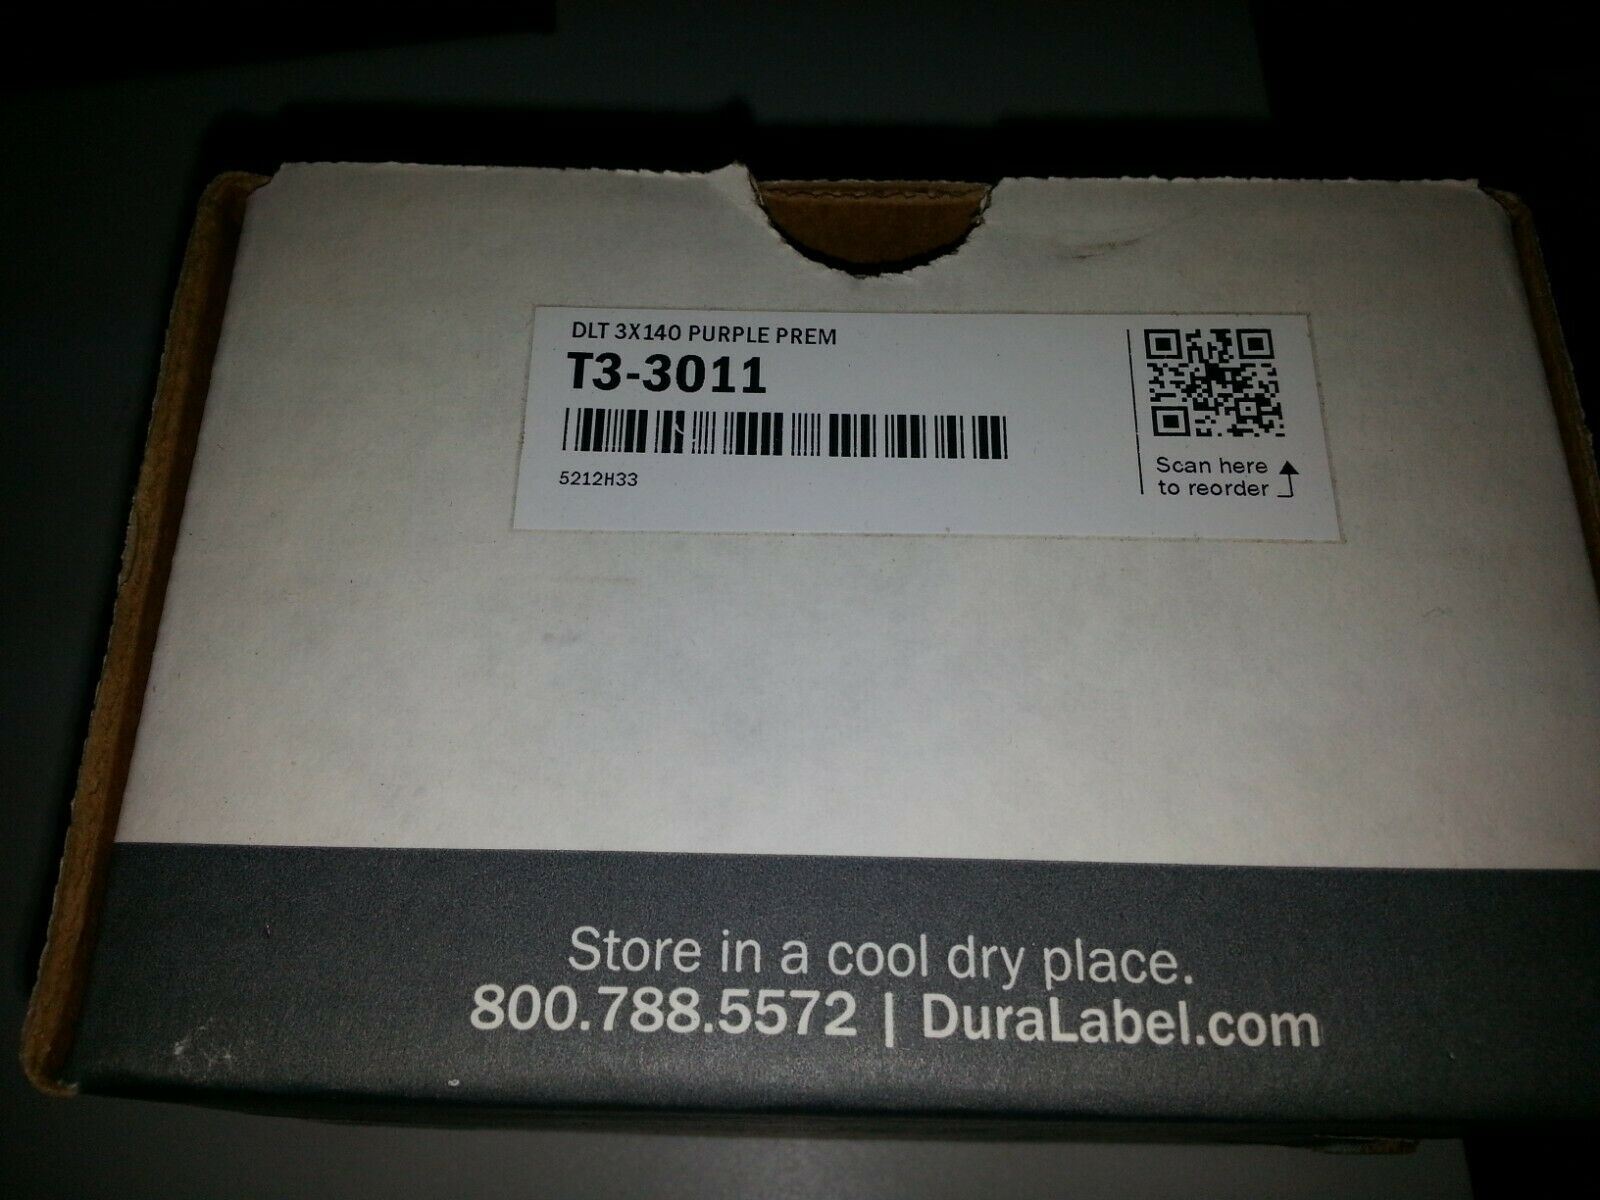 DLT 3X140 PURPLE PREM
T3-3011
5212H33
Scan here
to reorder
Store in a cool dry place.
800.788.5572 | DuraLabel.com